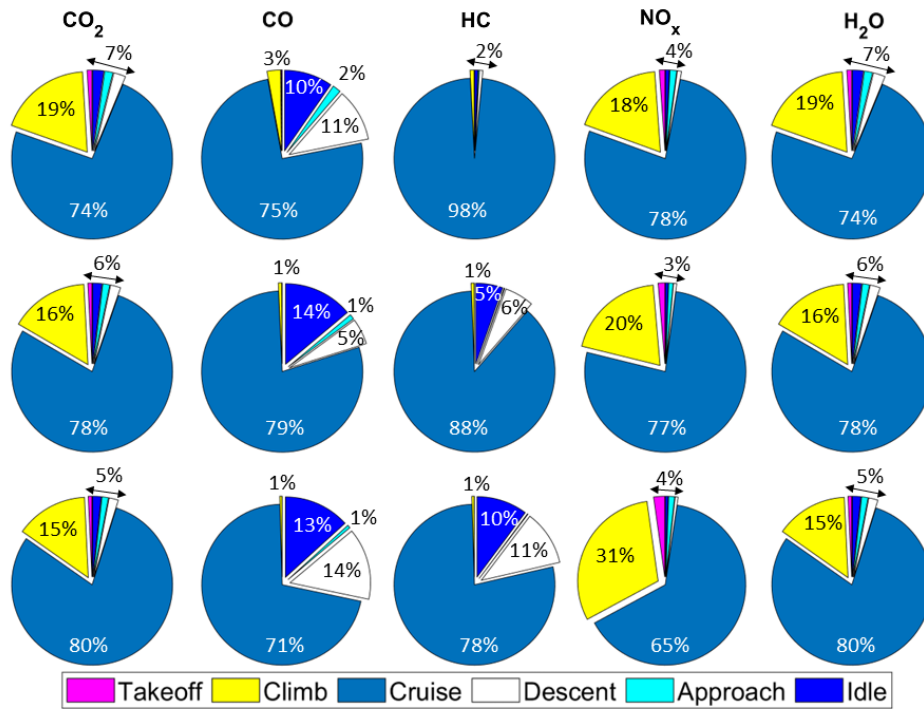 CO2 CO HC NOx H2O
7% 3% 10% 2% 2% 4% 7%
19% 11% 18% 19%
74% 75% 98% 78% 74%
6% 1% 1% 3% 6%
16% 14% 1% 5% 6% 20% 16%
5%
78% 79% 88% 77% 78%
5% 1% 1% 4% 5%
15% 13% 1% 10% 31% 15%
14% 11%
80% 71% 78% 65% 80%
Takeoff Climb Cruise Descent Approach Idle